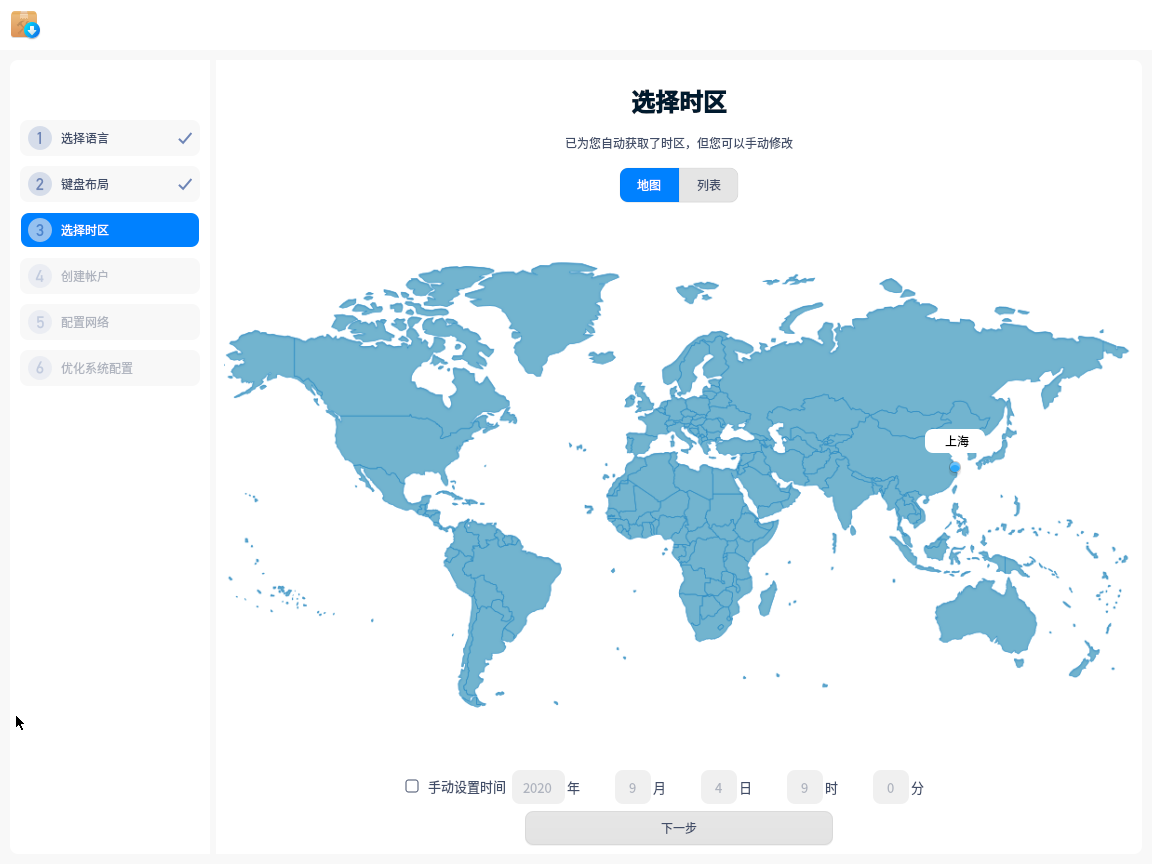 1 选择语言
2 键盘布局
3 选择时区
4 创建帐户
5 配置网络
6 优化系统配置
选择时区
已为您自动获取了时区，但您可以手动修改
地图 列表
上海
手动设置时间 2020 年 9 月 4 日 9 时 0 分
下一步